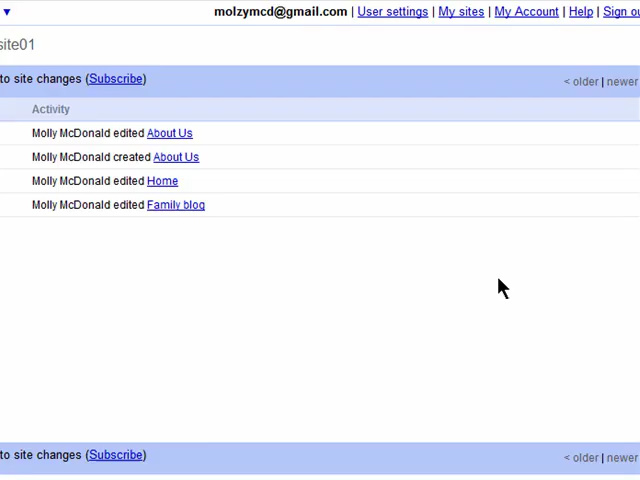 ▼ molzymcd@gmail.com | User settings | My sites | My Account | Help | Sign ou
site01
to site changes (Subscribe) < older | newer
Activity
Molly McDonald edited About Us
Molly McDonald created About Us
Molly McDonald edited Home
Molly McDonald edited Family blog
to site changes (Subscribe) < older | newer